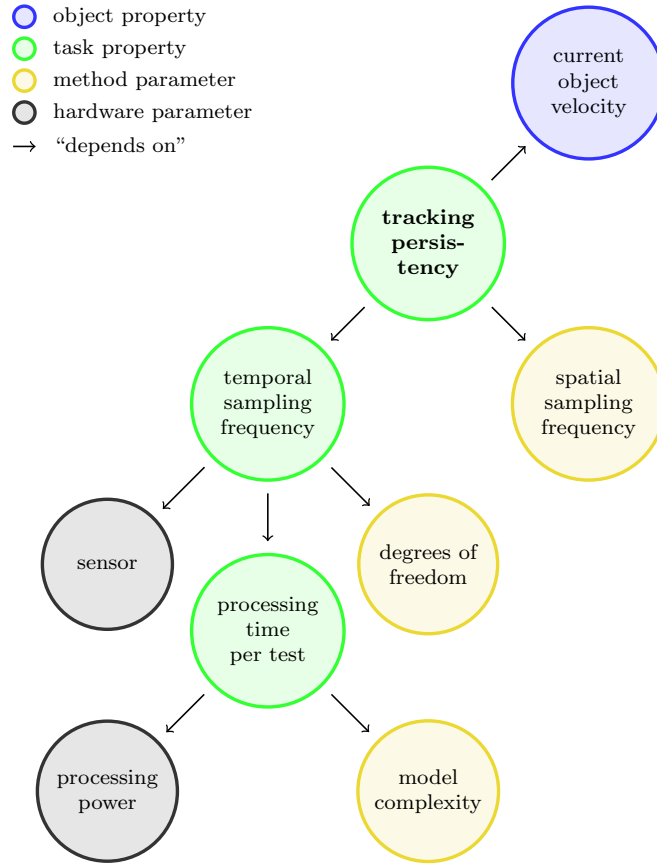 object property
task property
method parameter
hardware parameter
“depends on”
current
object
velocity
tracking
persis-
tency
temporal
sampling
frequency
spatial
sampling
frequency
sensor
degrees of
freedom
processing
time
per test
processing
power
model
complexity